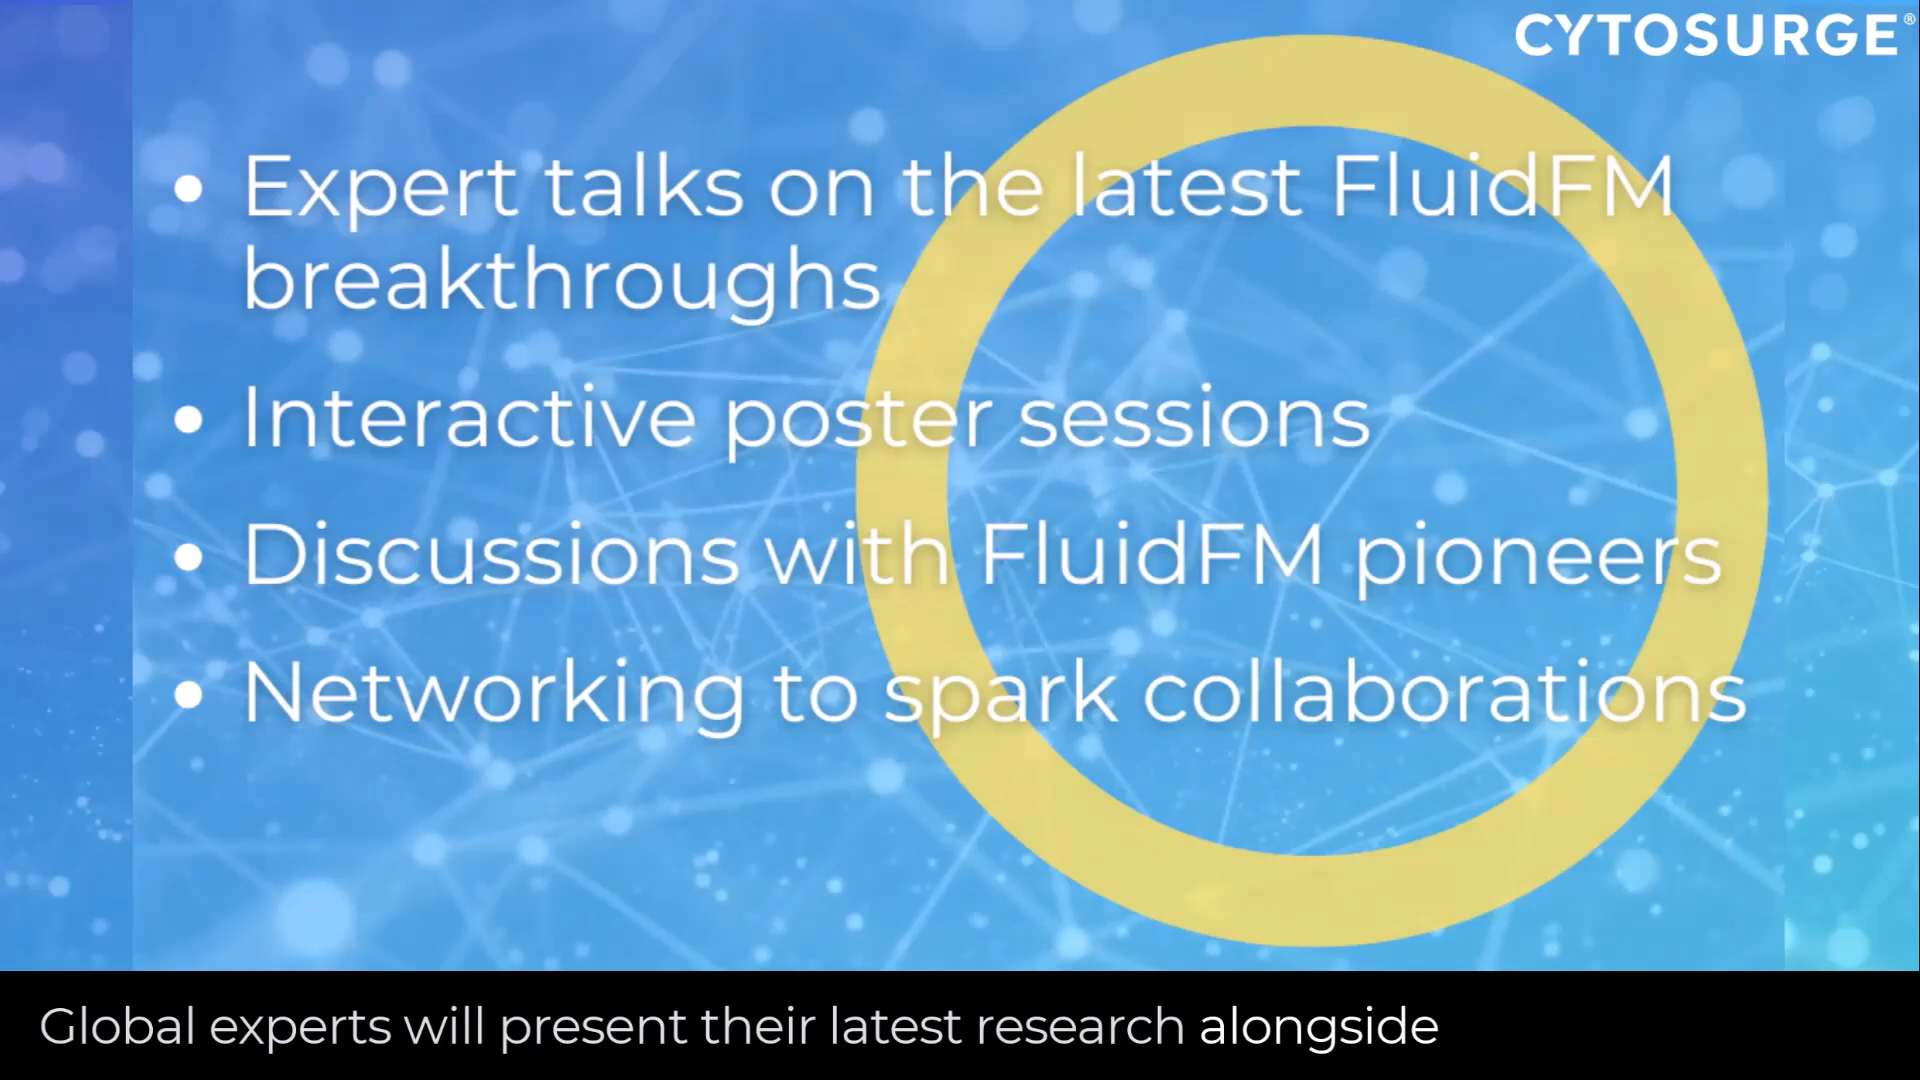 CYTOSURGE®
• Expert talks on the latest FluidFM
breakthroughs
• Interactive poster sessions
• Discussions with FluidFM pioneers
• Networking to spark collaborations
Global experts will present their latest research alongside